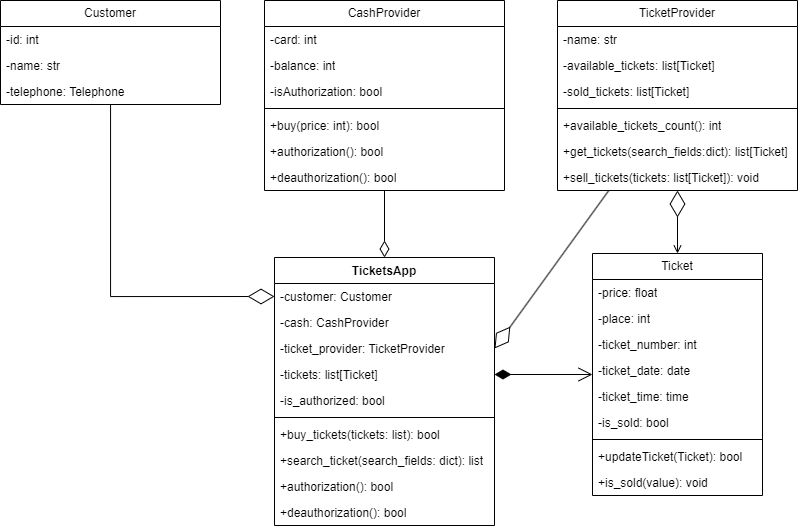 Customer
-id: int
-name: str
-telephone: Telephone
CashProvider
-card: int
-balance: int
-isAuthorization: bool
+buy(price: int): bool
+authorization(): bool
+deauthorization(): bool
TicketProvider
-name: str
-available_tickets: list[Ticket]
-sold_tickets: list[Ticket]
+available_tickets_count(): int
+get_tickets(search_fields:dict): list[Ticket]
+sell_tickets(tickets: list[Ticket]): void
TicketsApp
-customer: Customer
-cash: CashProvider
-ticket_provider: TicketProvider
-tickets: list[Ticket]
-is_authorized: bool
+buy_tickets(tickets: list): bool
+search_ticket(search_fields: dict): list
+authorization(): bool
+deauthorization(): bool
Ticket
-price: float
-place: int
-ticket_number: int
-ticket_date: date
-ticket_time: time
-is_sold: bool
+updateTicket(Ticket): bool
+is_sold(value): void